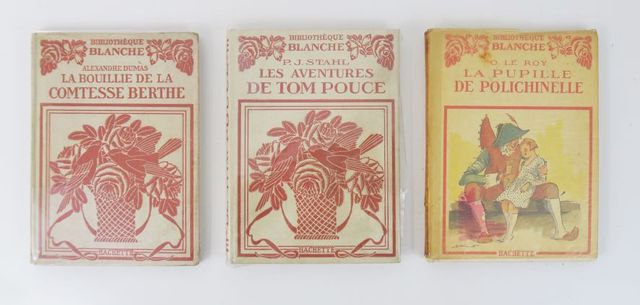 BIBLIOTHÈQUE
BLANCHE
ALEXANDRE DUMAS
LA BOUILLIE DE LA
COMTESSE BERTHE
HACHETTE
BIBLIOTHÈQUE
BLANCHE
P. J. STAHL
LES AVENTURES
DE TOM POUCE
HACHETTE
BIBLIOTHÈQUE
BLANCHE
O LE ROY
LA PUPILLE
DE POLICHINELLE
HACHETTE